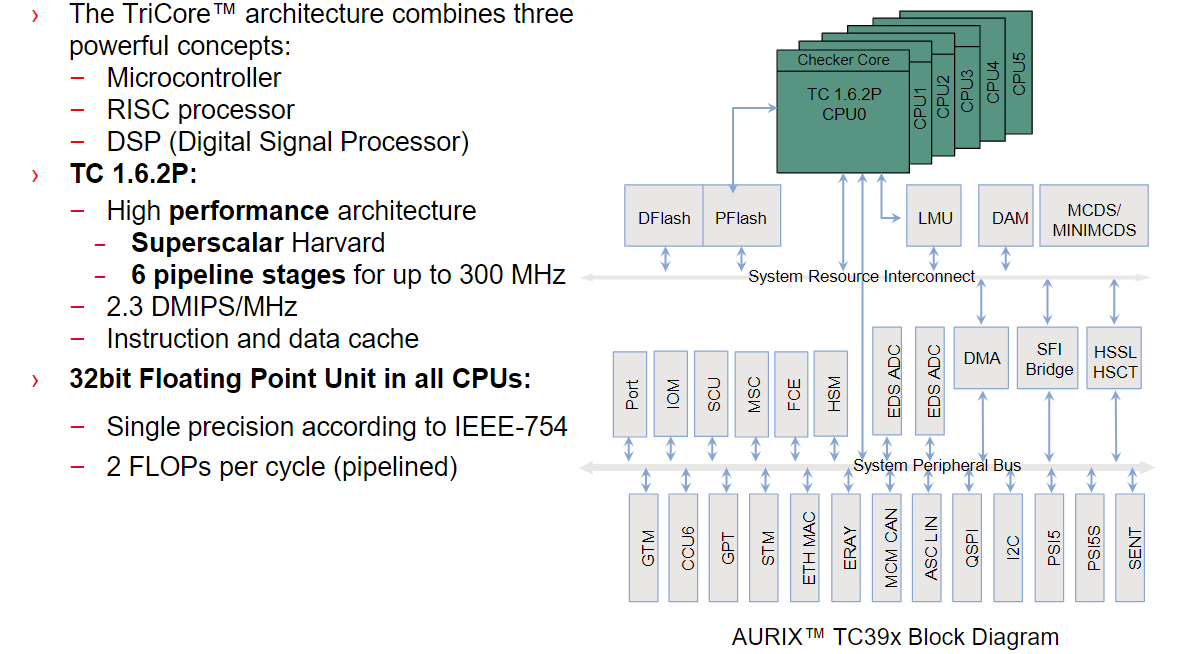 › The TriCore™ architecture combines three
powerful concepts:
– Microcontroller
– RISC processor
– DSP (Digital Signal Processor)
› TC 1.6.2P:
– High performance architecture
– Superscalar Harvard
– 6 pipeline stages for up to 300 MHz
– 2.3 DMIPS/MHz
– Instruction and data cache
› 32bit Floating Point Unit in all CPUs:
– Single precision according to IEEE-754
– 2 FLOPs per cycle (pipelined)
Checker Core
TC 1.6.2P
CPU0
CPU1
CPU2
CPU3
CPU4
CPU5
DFlash
PFlash
LMU
DAM
MCDS/
MINIMCDS
System Resource Interconnect
Port
IOM
SCU
MSC
FCE
HSM
EDS ADC
EDS ADC
DMA
SFI
Bridge
HSSL
HSCT
System Peripheral Bus
GTM
CCU6
GPT
STM
ETH MAC
ERAY
MCM CAN
ASC LIN
QSPI
I2C
PSI5
PSI5S
SENT
AURIX™ TC39x Block Diagram